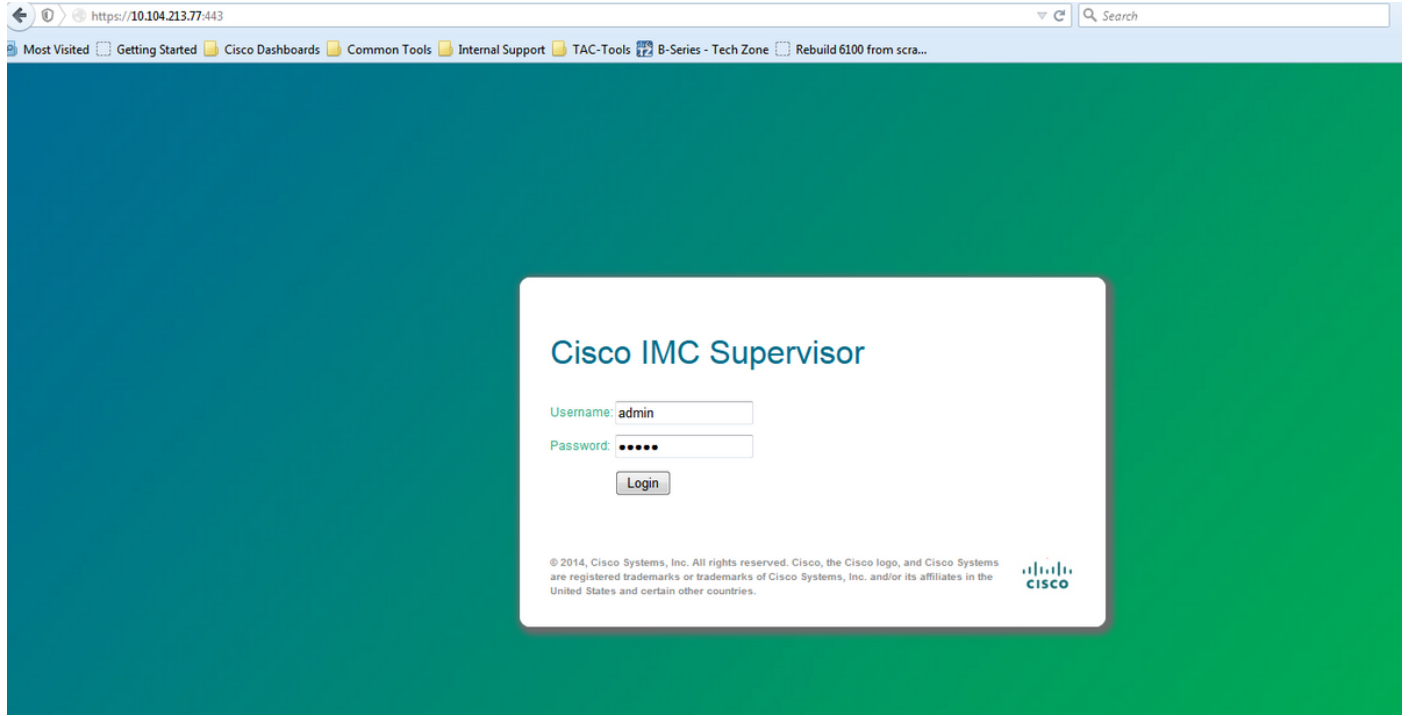 https://10.104.213.77:443
Search
Most Visited Getting Started Cisco Dashboards Common Tools Internal Support TAC-Tools B-Series - Tech Zone Rebuild 6100 from scra...
Cisco IMC Supervisor
Username: admin
Password: •••••
Login
© 2014, Cisco Systems, Inc. All rights reserved. Cisco, the Cisco logo, and Cisco Systems
are registered trademarks or trademarks of Cisco Systems, Inc. and/or its affiliates in the
United States and certain other countries.
CISCO